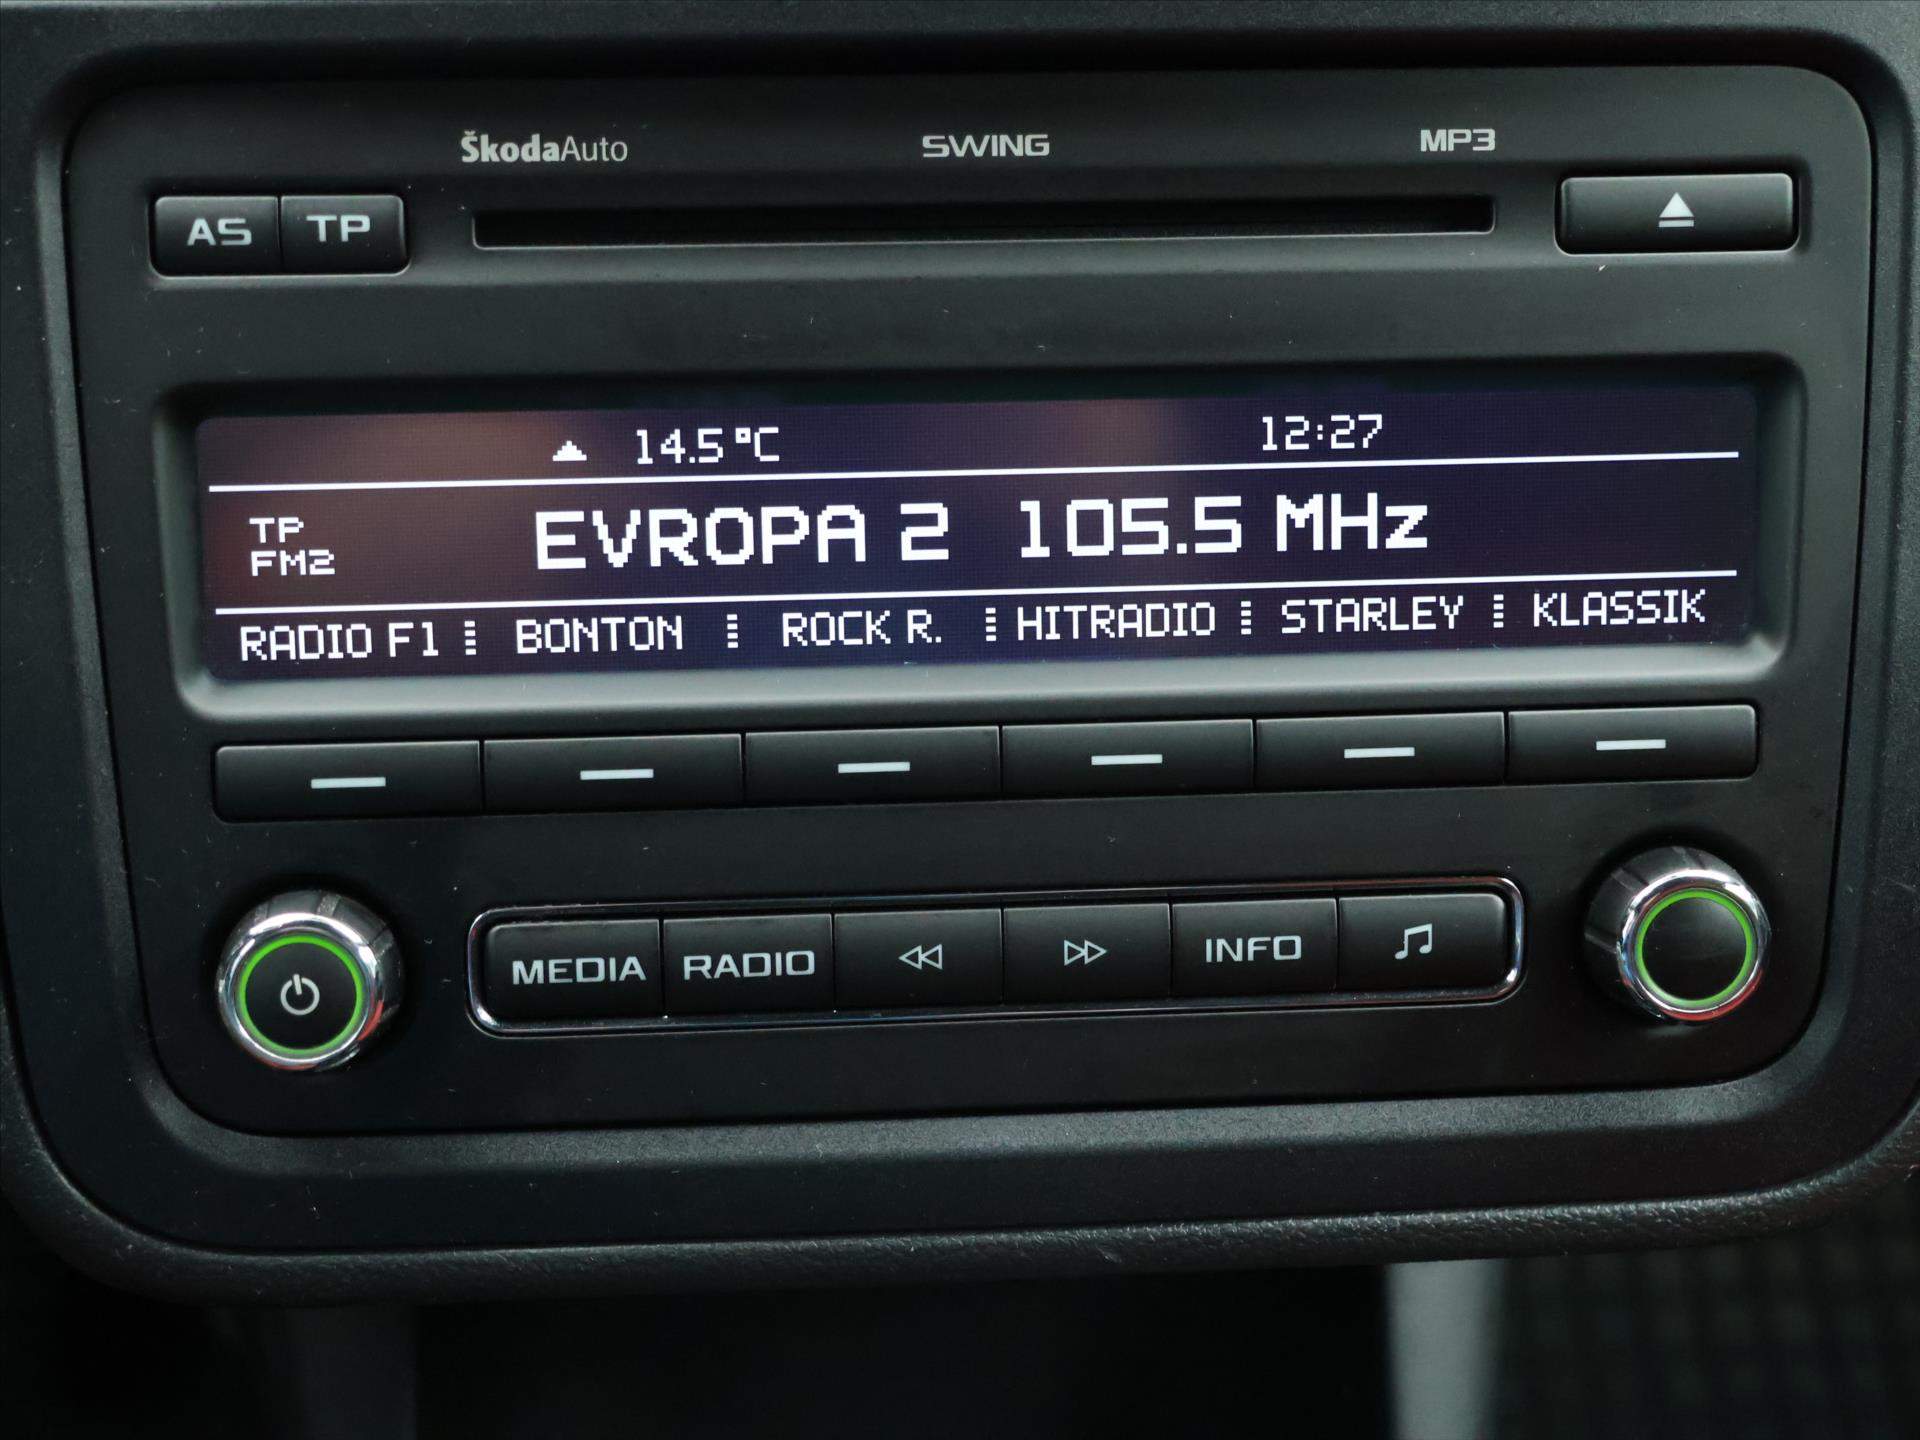 ŠkodaAuto SWING MP3
AS TP
14.5°C 12:27
TP
FM2
EVROPA 2 105.5 MHz
RADIO F1 BONTON ROCK R. HITRADIO STARLEY KLASSIK
MEDIA RADIO INFO